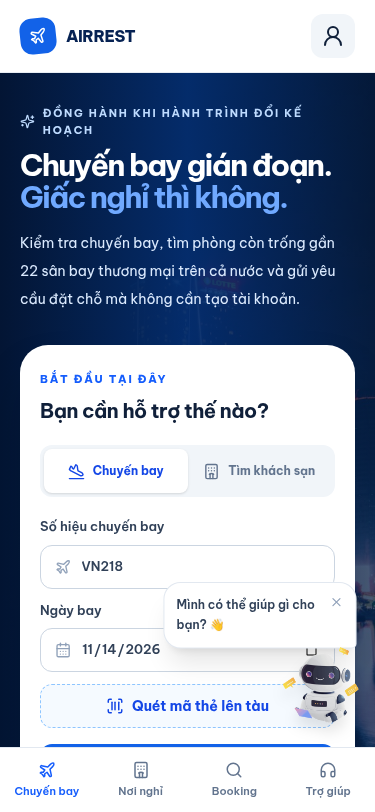 AIRREST
ĐỒNG HÀNH KHI HÀNH TRÌNH ĐỔI KẾ
HOẠCH
Chuyến bay gián đoạn.
Giấc nghỉ thì không.
Kiểm tra chuyến bay, tìm phòng còn trống gần
22 sân bay thương mại trên cả nước và gửi yêu
cầu đặt chỗ mà không cần tạo tài khoản.
BẮT ĐẦU TẠI ĐÂY
Bạn cần hỗ trợ thế nào?
Chuyến bay
Tìm khách sạn
Số hiệu chuyến bay
VN218
Mình có thể giúp gì cho
bạn? 👋
Ngày bay
11/14/2026
Quét mã thẻ lên tàu
Chuyến bay
Nơi nghỉ
Booking
Trợ giúp